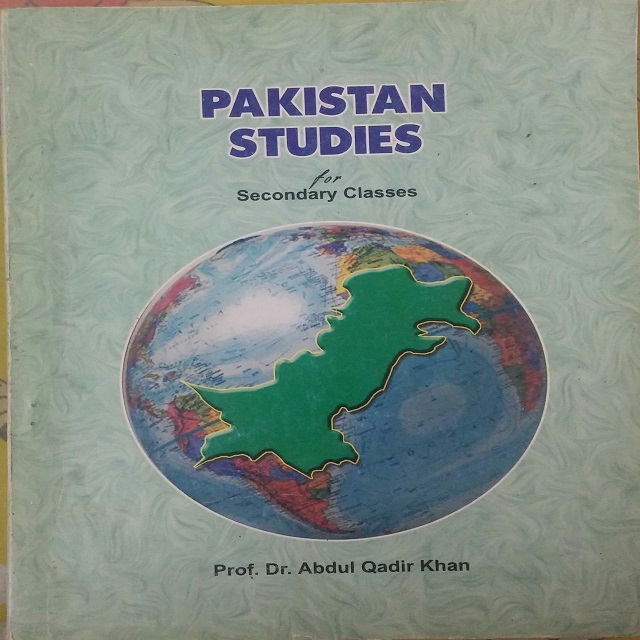 PAKISTAN
STUDIES
for
Secondary Classes
Prof. Dr. Abdul Qadir Khan